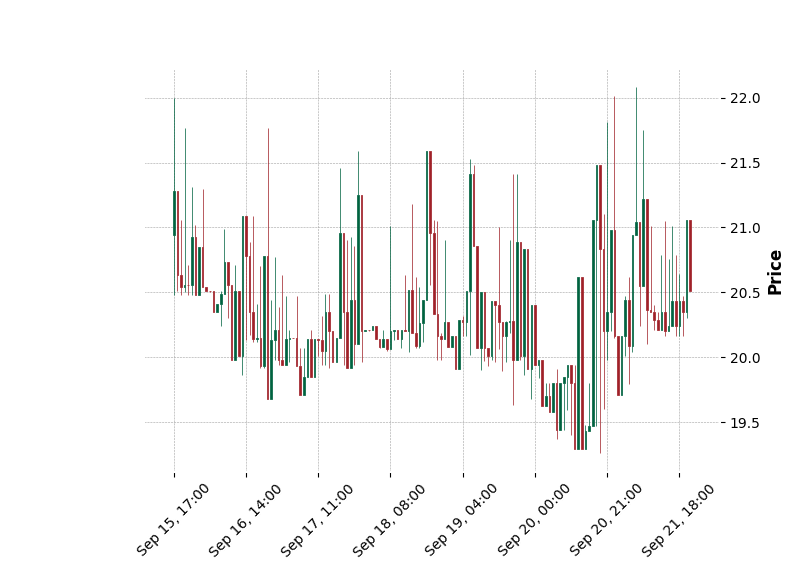 22.0
21.5
21.0
20.5
20.0
19.5
Price
Sep 15, 17:00
Sep 16, 14:00
Sep 17, 11:00
Sep 18, 08:00
Sep 19, 04:00
Sep 20, 00:00
Sep 20, 21:00
Sep 21, 18:00